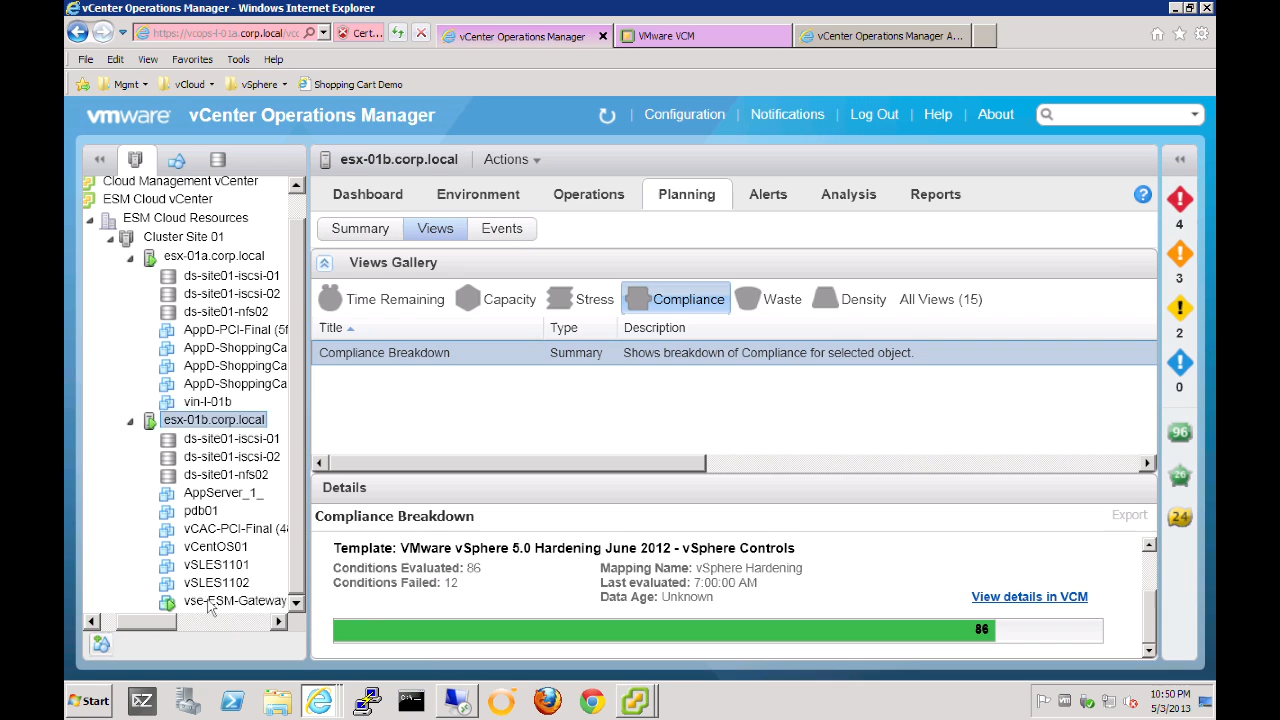 vCenter Operations Manager - Windows Internet Explorer
https://vcops-l-01a.corp.local/vcc
Cert...
vCenter Operations Manager
VMware VCM
vCenter Operations Manager A...
File Edit View Favorites Tools Help
Mgmt vCloud vSphere Shopping Cart Demo
vmware vCenter Operations Manager
Configuration Notifications Log Out Help About
esx-01b.corp.local Actions
Dashboard Environment Operations Planning Alerts Analysis Reports
Summary Views Events
Cloud Management vCenter
ESM Cloud vCenter
ESM Cloud Resources
Cluster Site 01
esx-01a.corp.local
ds-site01-iscsi-01
ds-site01-iscsi-02
ds-site01-nfs02
AppD-PCI-Final (5f
AppD-ShoppingCa
AppD-ShoppingCa
AppD-ShoppingCa
vin-l-01b
esx-01b.corp.local
ds-site01-iscsi-01
ds-site01-iscsi-02
ds-site01-nfs02
AppServer_1_
pdb01
vCAC-PCI-Final (4a
vCentOS01
vSLES1101
vSLES1102
vse-ESM-Gateway
Views Gallery
Time Remaining Capacity Stress Compliance Waste Density All Views (15)
Title Type Description
Compliance Breakdown Summary Shows breakdown of Compliance for selected object.
Details
Compliance Breakdown Export
Template: VMware vSphere 5.0 Hardening June 2012 - vSphere Controls
Conditions Evaluated: 86 Mapping Name: vSphere Hardening
Conditions Failed: 12 Last evaluated: 7:00:00 AM
Data Age: Unknown View details in VCM
86
4
3
2
0
96
26
24
Start
10:50 PM
5/3/2013